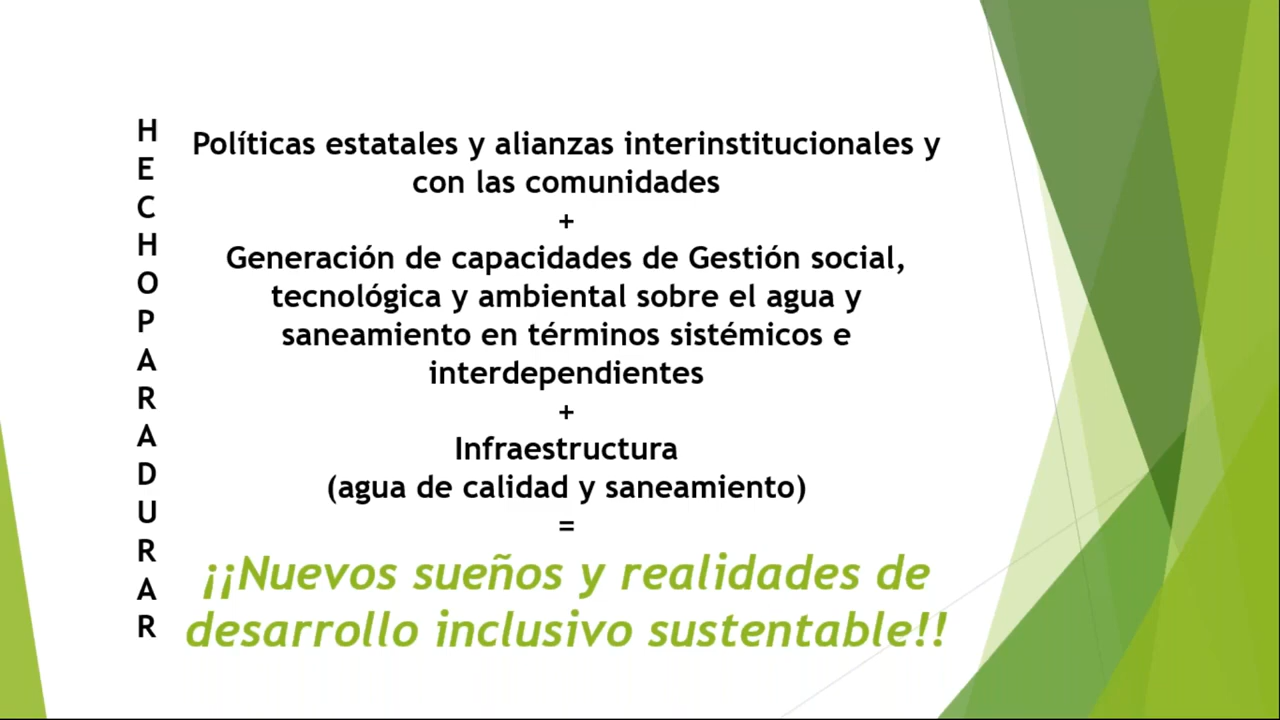 H
E
C
H
O
P
A
R
A
D
U
R
A
R
Políticas estatales y alianzas interinstitucionales y
con las comunidades
+
Generación de capacidades de Gestión social,
tecnológica y ambiental sobre el agua y
saneamiento en términos sistémicos e
interdependientes
+
Infraestructura
(agua de calidad y saneamiento)
=
¡¡Nuevos sueños y realidades de
desarrollo inclusivo sustentable!!